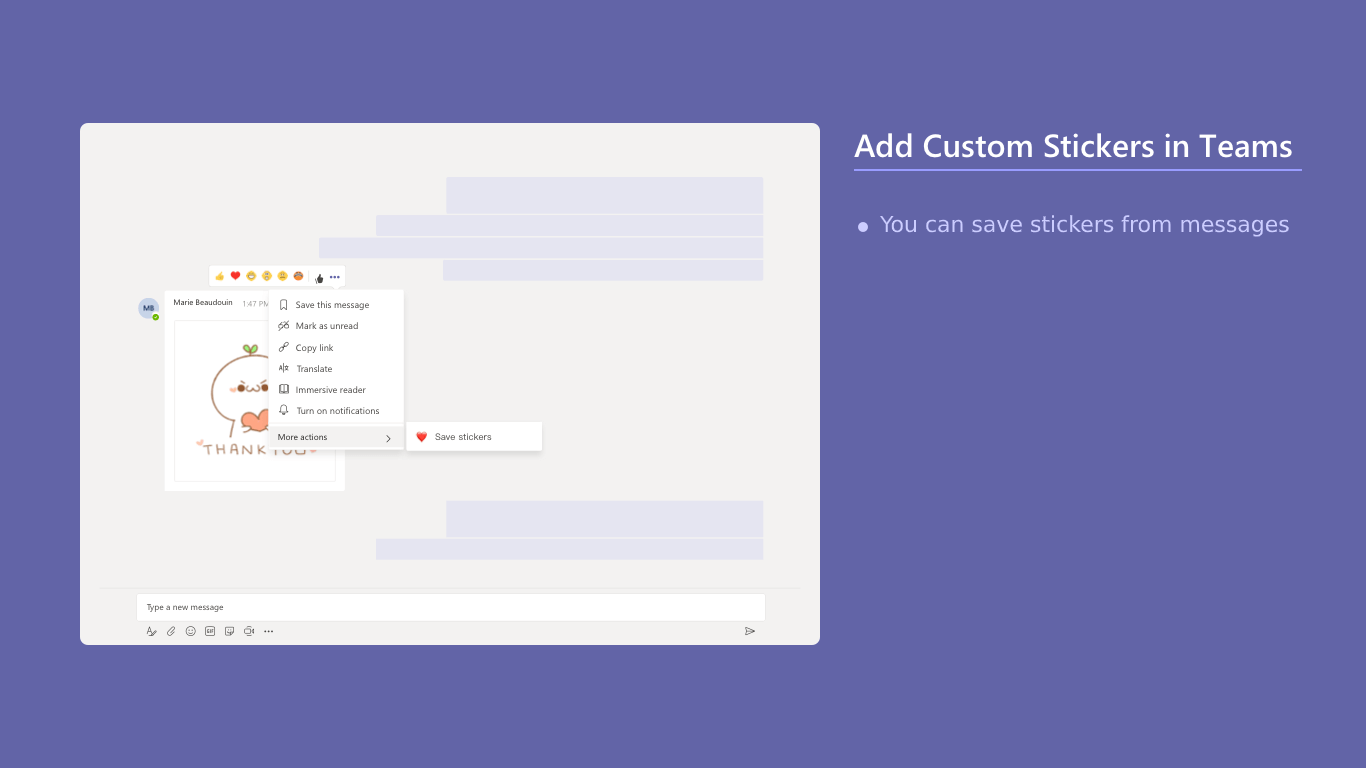 Add Custom Stickers in Teams
You can save stickers from messages
MB
Marie Beaudouin 1:47 PM
Save this message
Mark as unread
Copy link
Translate
Immersive reader
Turn on notifications
More actions
Save stickers
THANK YOU
Type a new message
GIF